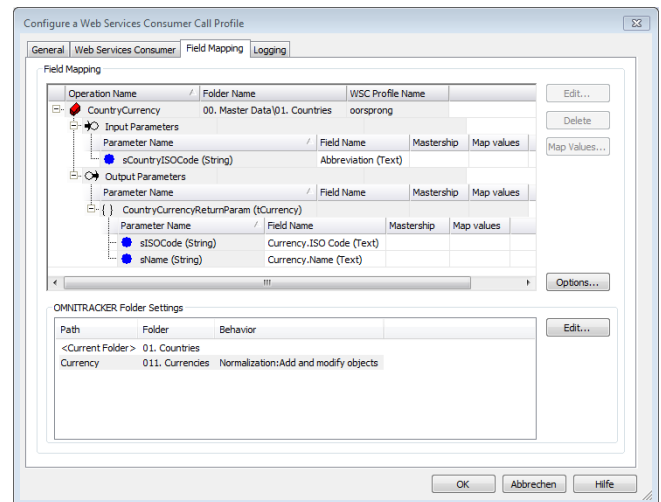 Configure a Web Services Consumer Call Profile
General Web Services Consumer Field Mapping Logging
Field Mapping
Operation Name / Folder Name WSC Profile Name
CountryCurrency 00. Master Data\01. Countries oorsprong
Input Parameters
Parameter Name / Field Name Mastership Map values
sCountryISOCode (String) Abbreviation (Text)
Output Parameters
Parameter Name / Field Name Mastership Map values
{ } CountryCurrencyReturnParam (tCurrency)
Parameter Name / Field Name Mastership Map values
sISOCode (String) Currency.ISO Code (Text)
sName (String) Currency.Name (Text)
Edit...
Delete
Map Values...
Options...
OMNITRACKER Folder Settings
Path Folder Behavior
<Current Folder> 01. Countries
Currency 011. Currencies Normalization:Add and modify objects
Edit...
OK Abbrechen Hilfe